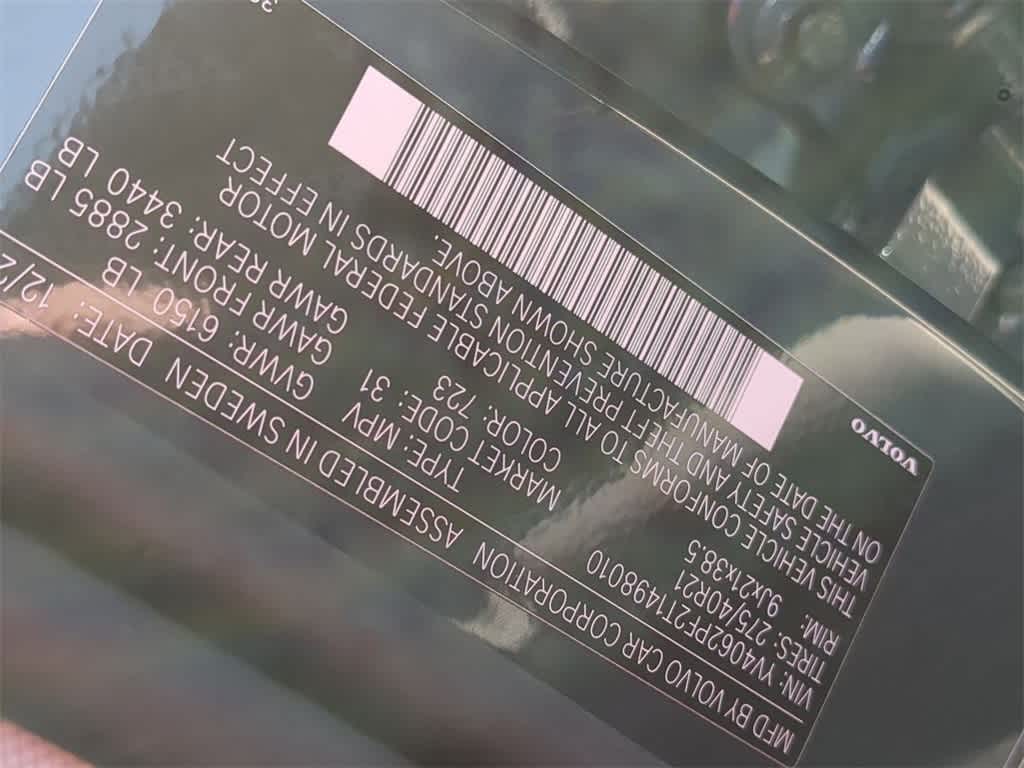 MFD BY VOLVO CAR CORPORATION ASSEMBLED IN SWEDEN DATE: 12/2
VIN: YV4062PF2T1498010 TYPE: MPV GVWR: 6150 LB
TIRES: 275/40R21 MARKET CODE: 31 GAWR FRONT: 2885 LB
RIM: 9Jx21x38.5 COLOR: 723 GAWR REAR: 3440 LB
THIS VEHICLE CONFORMS TO ALL APPLICABLE FEDERAL MOTOR
VEHICLE SAFETY AND THEFT PREVENTION STANDARDS IN EFFECT
ON THE DATE OF MANUFACTURE SHOWN ABOVE.
VOLVO